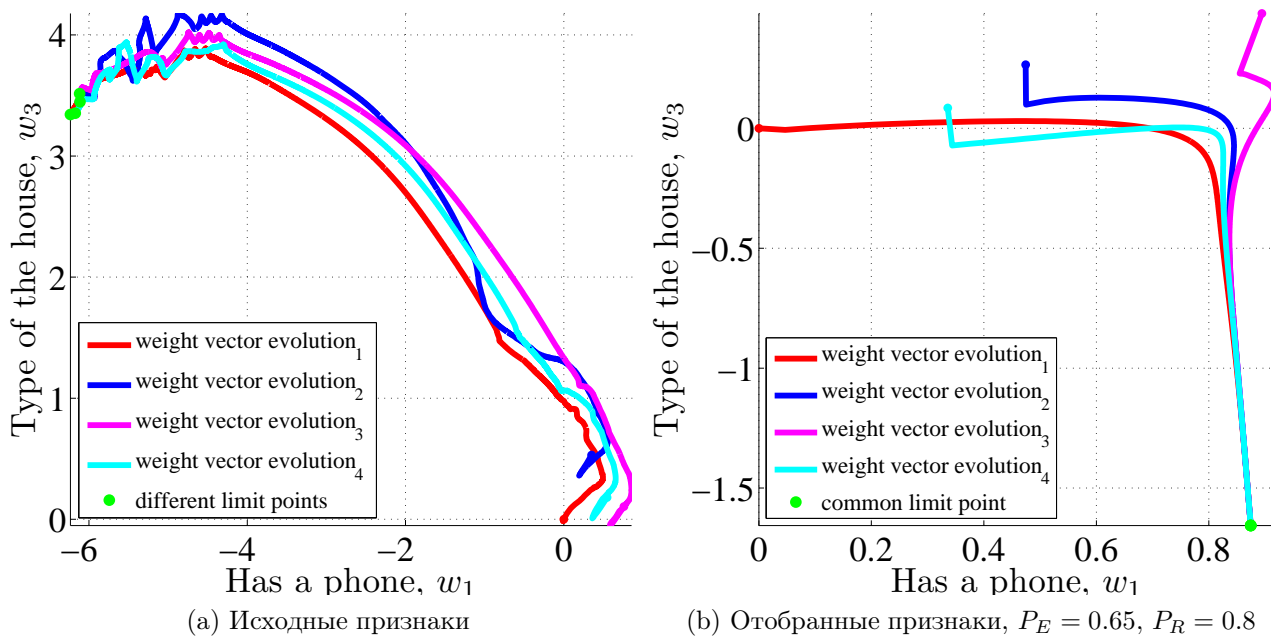 4
3
2
1
0
−6
−4
−2
0
Type of the house, w₃
Has a phone, w₁
weight vector evolution₁
weight vector evolution₂
weight vector evolution₃
weight vector evolution₄
different limit points
(a) Исходные признаки
0
−0.5
−1
−1.5
0
0.2
0.4
0.6
0.8
Type of the house, w₃
Has a phone, w₁
weight vector evolution₁
weight vector evolution₂
weight vector evolution₃
weight vector evolution₄
common limit point
(b) Отобранные признаки, P_E = 0.65, P_R = 0.8